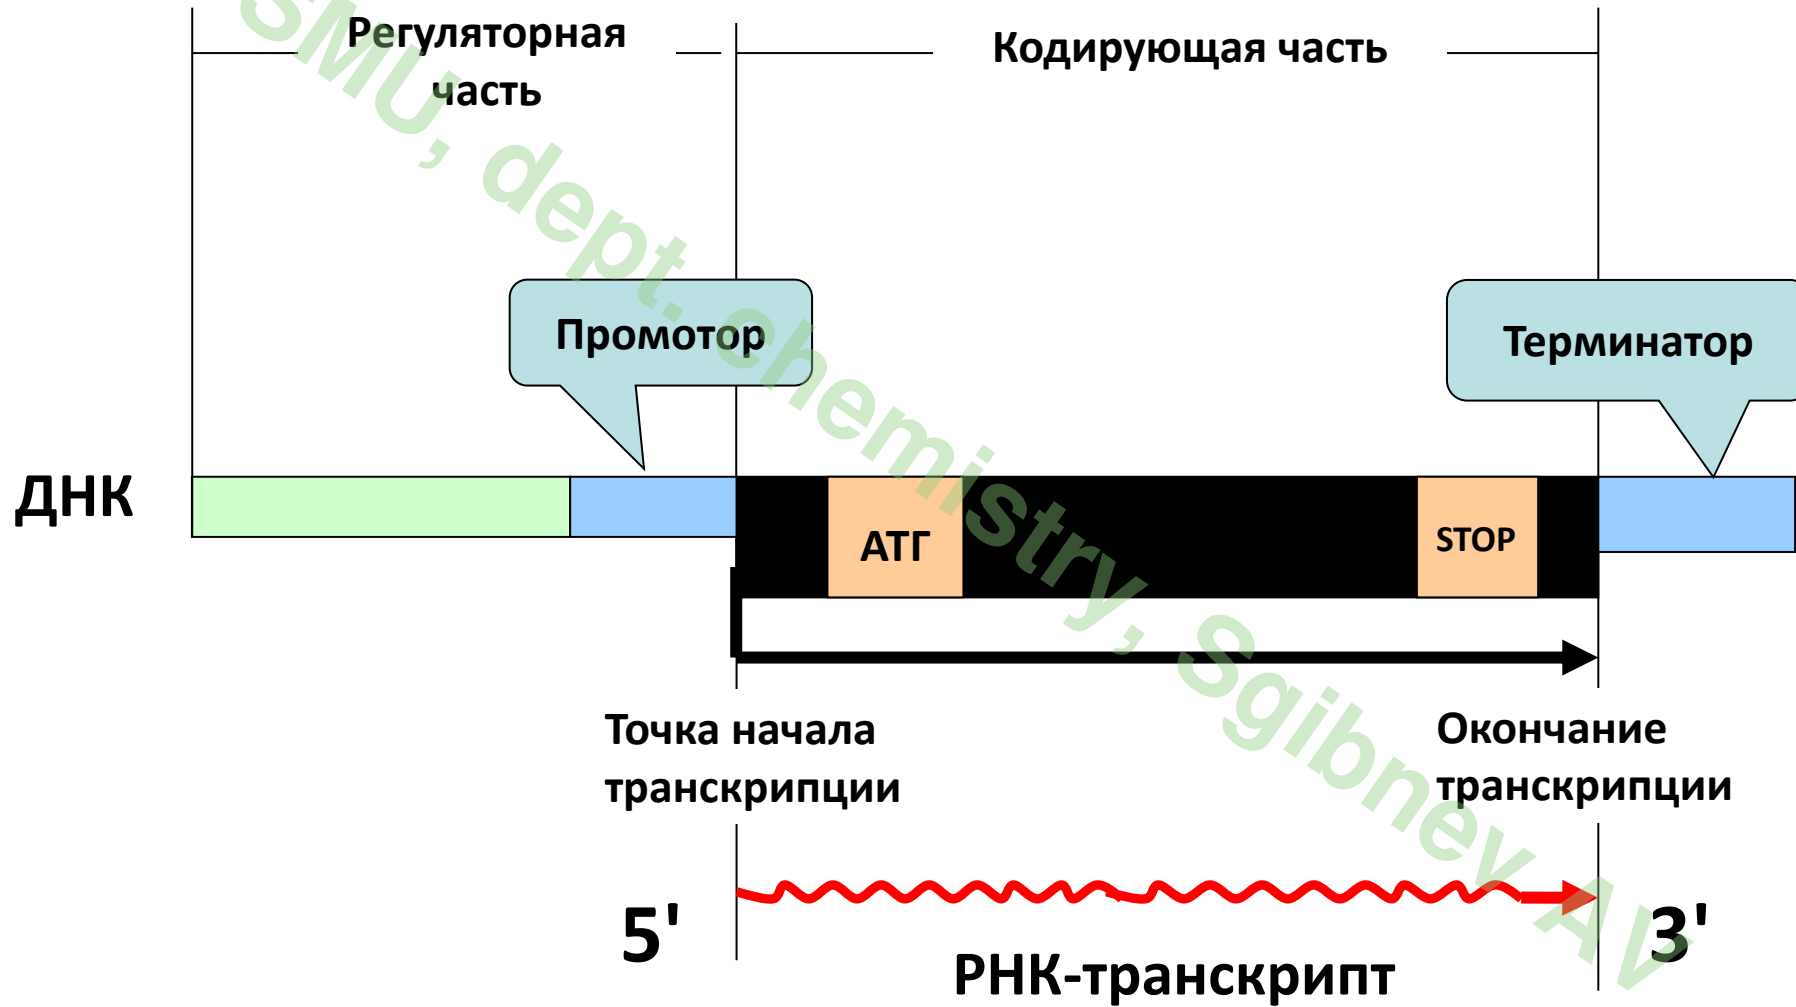 Регуляторная
часть
Кодирующая часть
Промотор
Терминатор
ДНК
АТГ
STOP
Точка начала
транскрипции
Окончание
транскрипции
5'
3'
РНК-транскрипт
SMU, dept. chemistry, Sgibnev AV